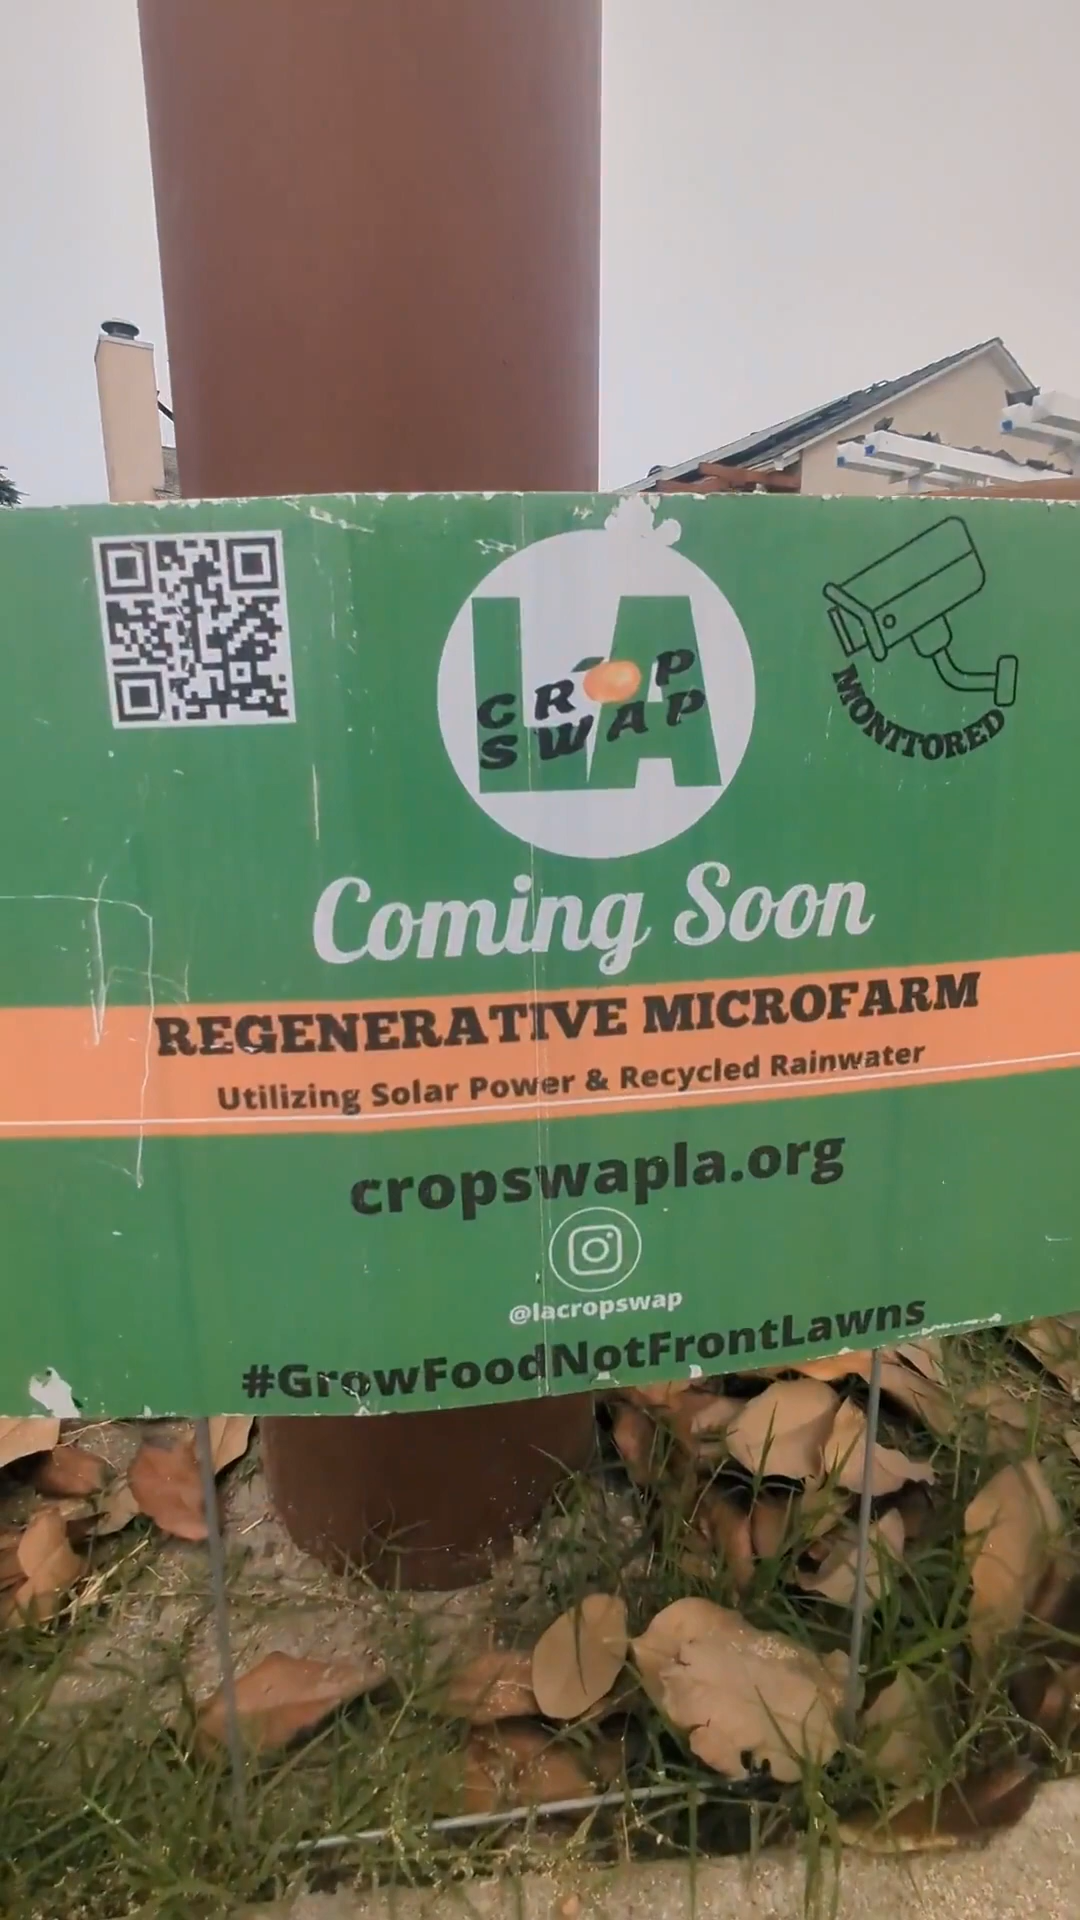 LA
CROP
SWAP
MONITORED
Coming Soon
REGENERATIVE MICROFARM
Utilizing Solar Power & Recycled Rainwater
cropswapla.org
@lacropswap
#GrowFoodNotFrontLawns